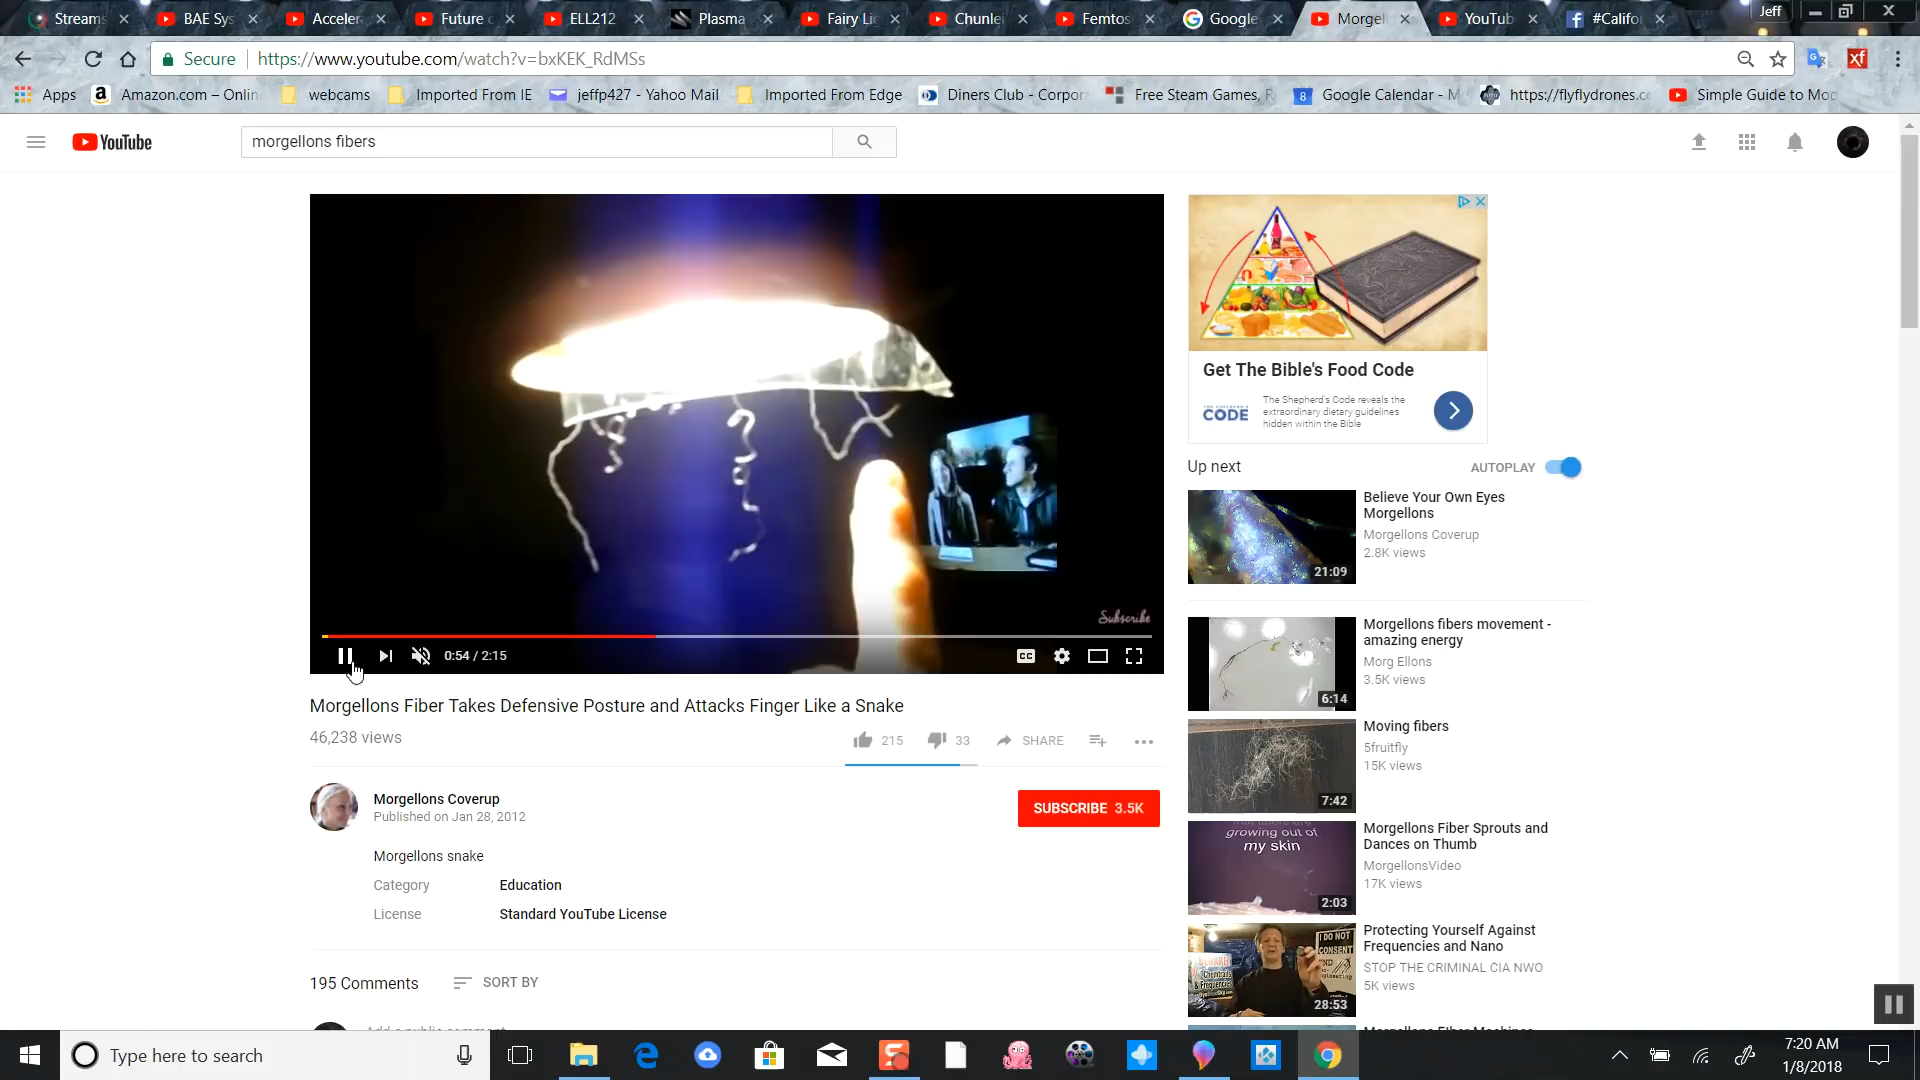 Streams
BAE Sys
Acceler
Future
ELL212
Plasma
Fairy Li
Chunlei
Femtos
Google
Morgell
YouTub
#Califo
Jeff
Secure
https://www.youtube.com/watch?v=bxKEK_RdMSs
Apps
Amazon.com – Onlin
webcams
Imported From IE
jeffp427 - Yahoo Mail
Imported From Edge
Diners Club - Corpor
Free Steam Games, R
8
Google Calendar - M
https://flyflydrones.c
Simple Guide to Moc
YouTube
morgellons fibers
Subscribe
0:54 / 2:15
CC
Get The Bible's Food Code
CODE
The Shepherd's Code reveals the
extraordinary dietary guidelines
hidden within the Bible
Up next
AUTOPLAY
Believe Your Own Eyes
Morgellons
Morgellons Coverup
2.8K views
21:09
Morgellons fibers movement -
amazing energy
Morg Ellons
3.5K views
6:14
Moving fibers
5fruitfly
15K views
7:42
growing out of
my skin
2:03
Morgellons Fiber Sprouts and
Dances on Thumb
MorgellonsVideo
17K views
I DO NOT
CONSENT
Chemtrails
& Frequencies
28:53
Protecting Yourself Against
Frequencies and Nano
STOP THE CRIMINAL CIA NWO
5K views
Morgellons Fiber Takes Defensive Posture and Attacks Finger Like a Snake
46,238 views
215
33
SHARE
Morgellons Coverup
Published on Jan 28, 2012
SUBSCRIBE 3.5K
Morgellons snake
Category
Education
License
Standard YouTube License
195 Comments
SORT BY
Type here to search
7:20 AM
1/8/2018